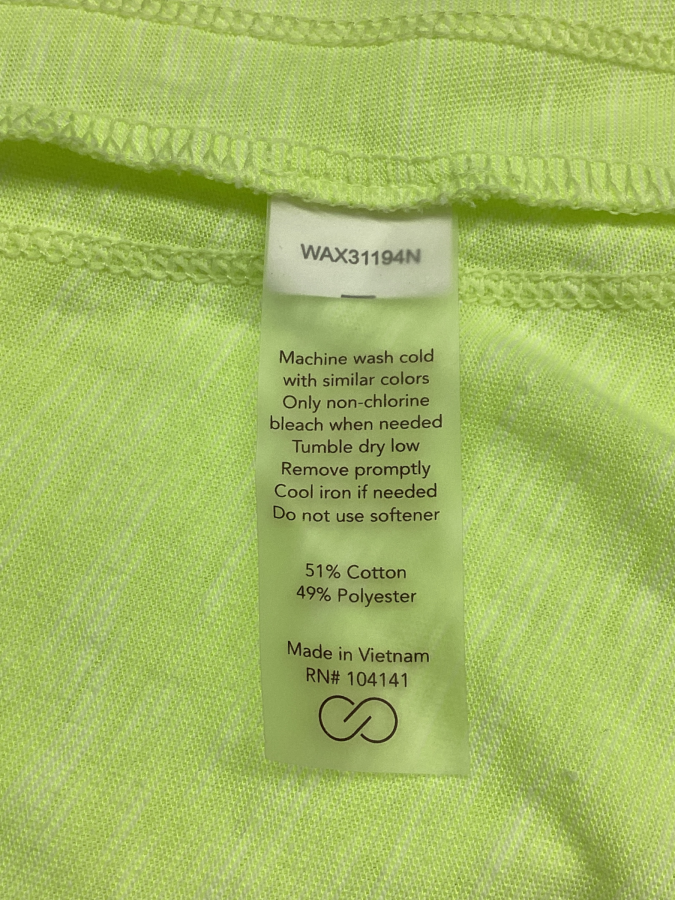 WAX31194N
Machine wash cold
with similar colors
Only non-chlorine
bleach when needed
Tumble dry low
Remove promptly
Cool iron if needed
Do not use softener
51% Cotton
49% Polyester
Made in Vietnam
RN# 104141